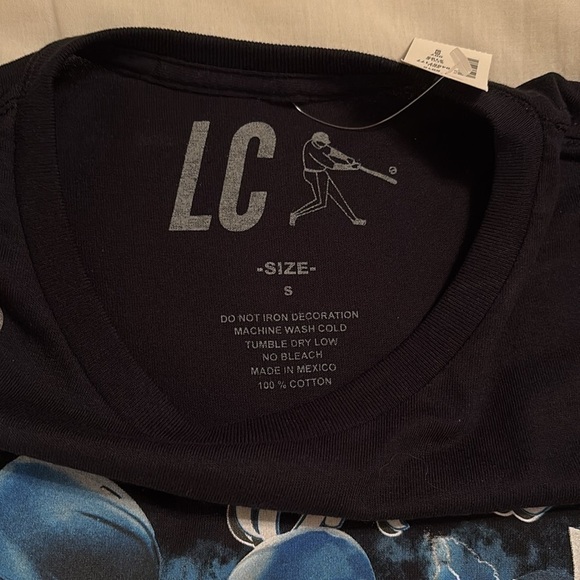 LC
-SIZE-
S
DO NOT IRON DECORATION
MACHINE WASH COLD
TUMBLE DRY LOW
NO BLEACH
MADE IN MEXICO
100 % COTTON